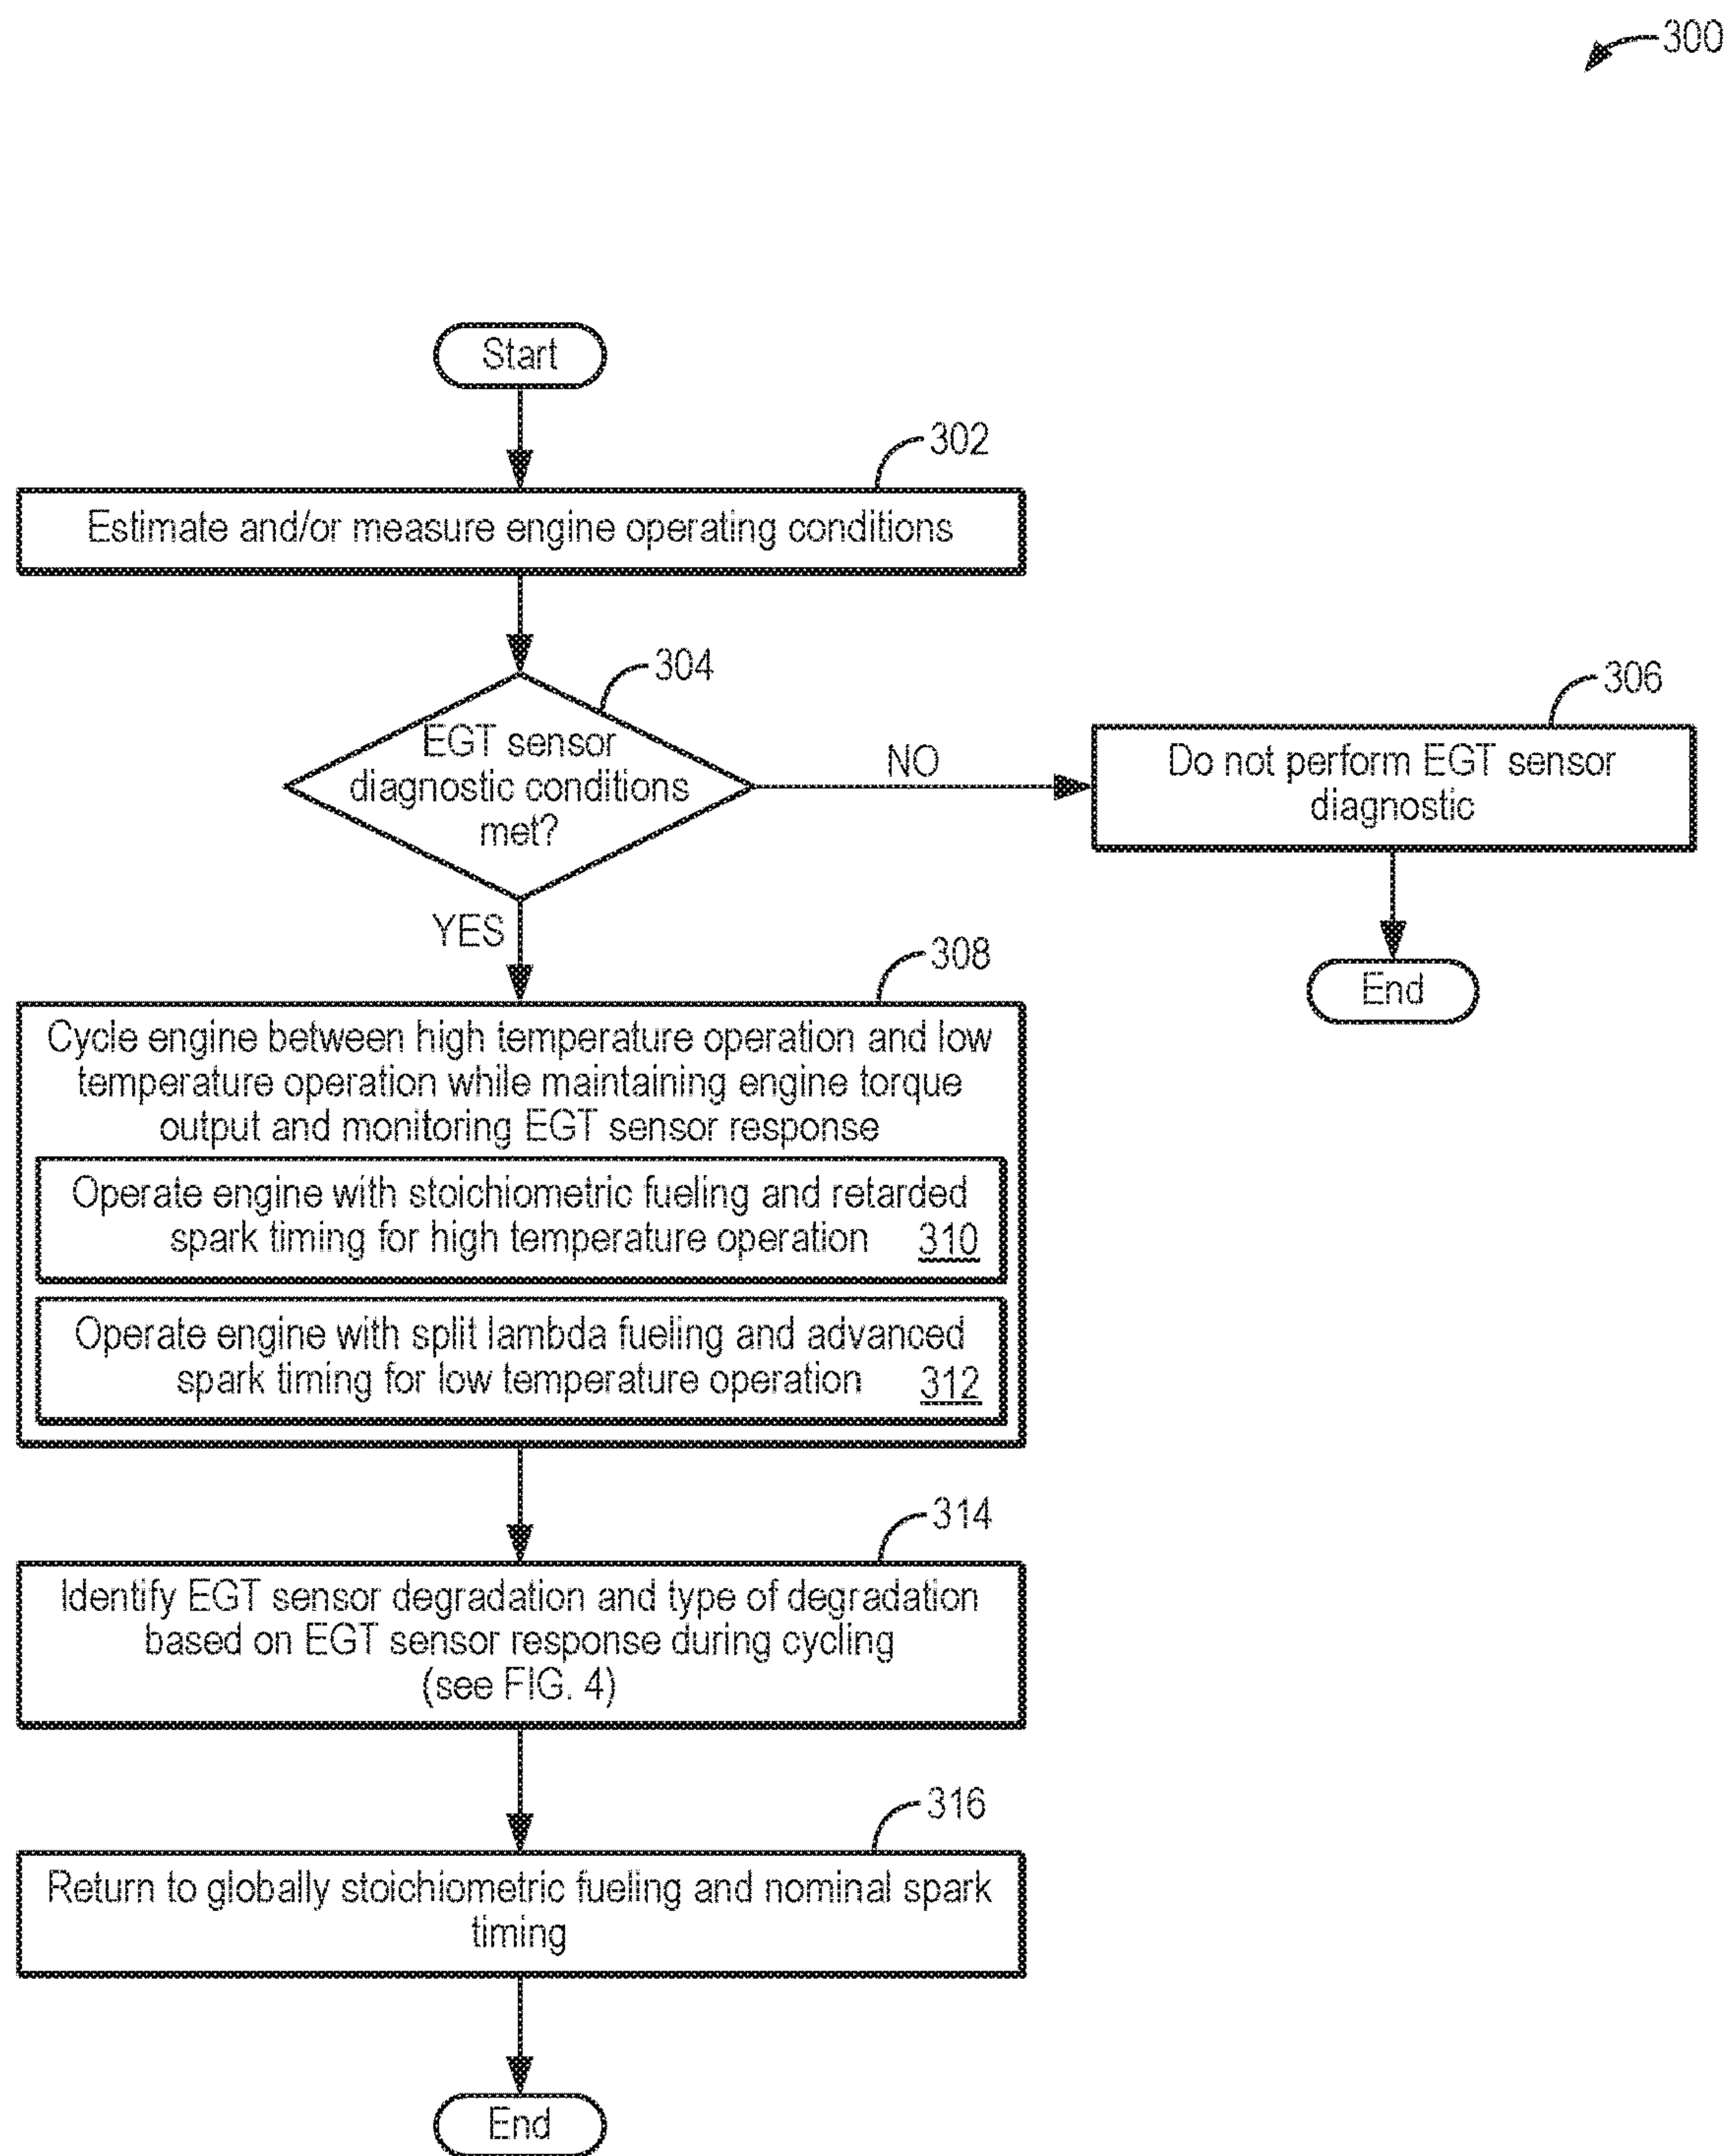 300
Start
302
Estimate and/or measure engine operating conditions
304
EGT sensor
diagnostic conditions
met?
NO
306
Do not perform EGT sensor
diagnostic
End
YES
308
Cycle engine between high temperature operation and low
temperature operation while maintaining engine torque
output and monitoring EGT sensor response
Operate engine with stoichiometric fueling and retarded
spark timing for high temperature operation 310
Operate engine with split lambda fueling and advanced
spark timing for low temperature operation 312
314
Identify EGT sensor degradation and type of degradation
based on EGT sensor response during cycling
(see FIG. 4)
316
Return to globally stoichiometric fueling and nominal spark
timing
End